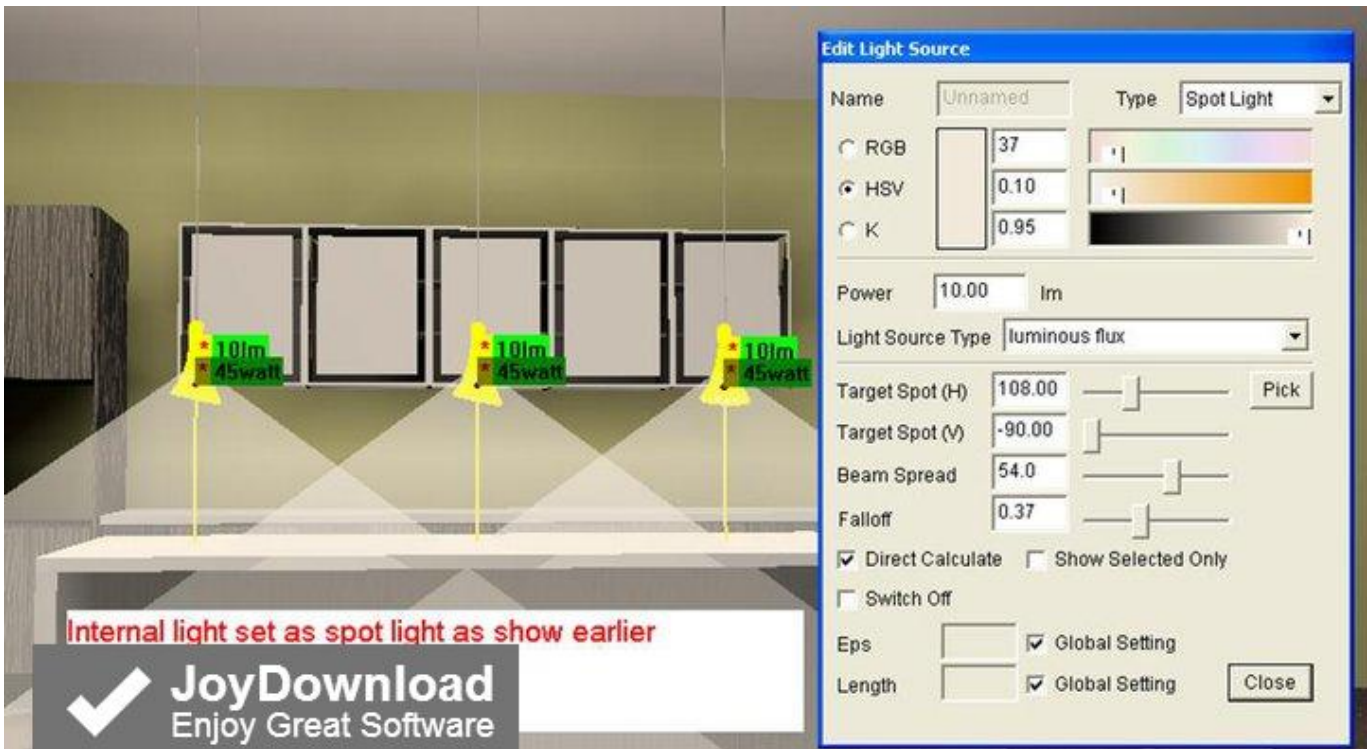 Edit Light Source
Name Unnamed Type Spot Light
RGB 37
HSV 0.10
K 0.95
Power 10.00 lm
Light Source Type luminous flux
Target Spot (H) 108.00 Pick
Target Spot (V) -90.00
Beam Spread 54.0
Falloff 0.37
Direct Calculate Show Selected Only
Switch Off
Eps Global Setting
Length Global Setting Close
* 10lm * 10lm * 10lm
* 45watt * 45watt * 45watt
Internal light set as spot light as show earlier
JoyDownload
Enjoy Great Software